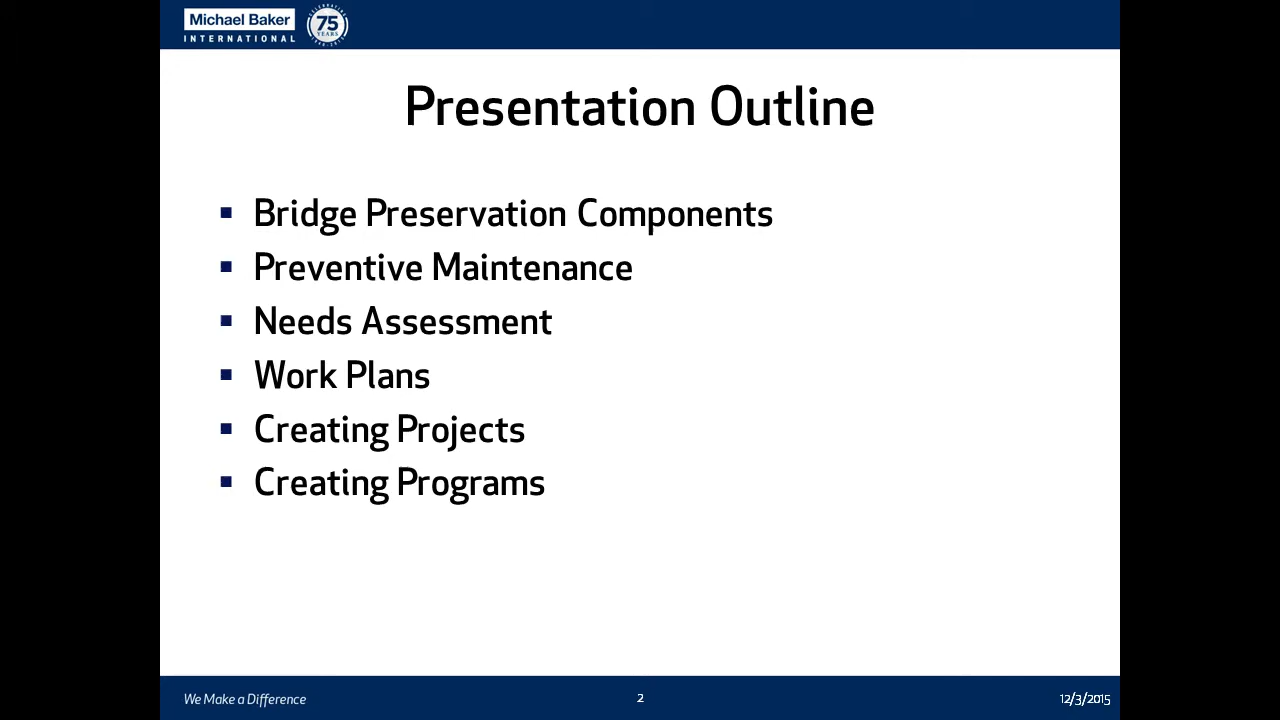 Michael Baker
INTERNATIONAL
CELEBRATING
75
YEARS
Presentation Outline
Bridge Preservation Components
Preventive Maintenance
Needs Assessment
Work Plans
Creating Projects
Creating Programs
We Make a Difference
2
12/3/2015